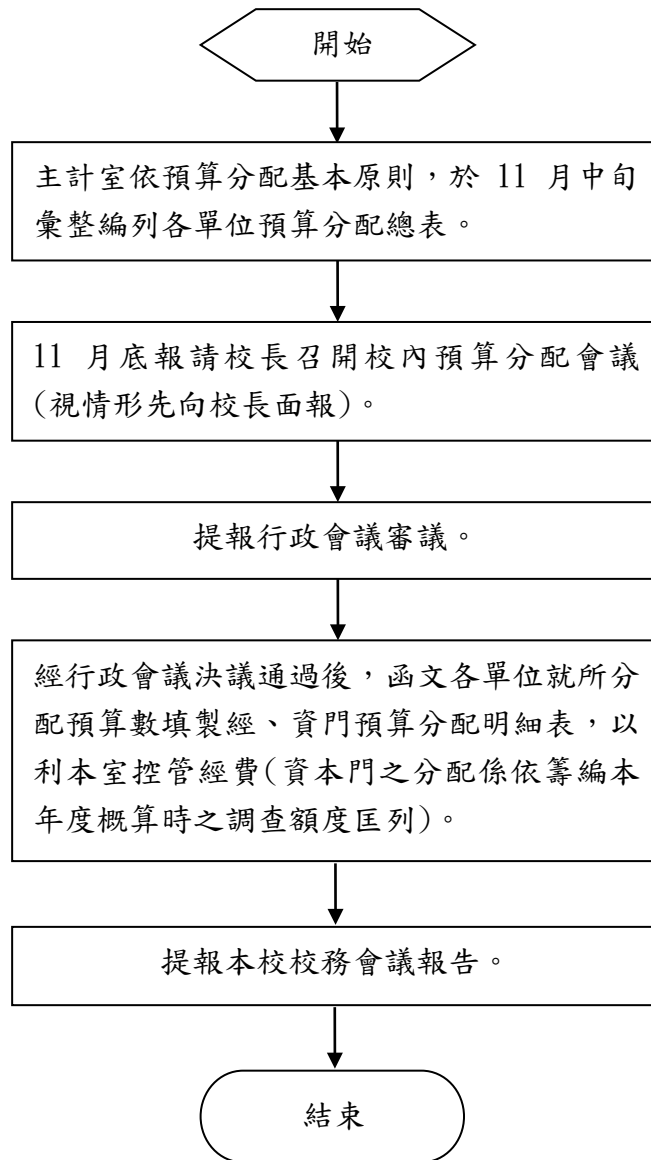 開始
主計室依預算分配基本原則，於 11 月中旬
彙整編列各單位預算分配總表。
11 月底報請校長召開校內預算分配會議
(視情形先向校長面報)。
提報行政會議審議。
經行政會議決議通過後，函文各單位就所分
配預算數填製經、資門預算分配明細表，以
利本室控管經費(資本門之分配係依籌編本
年度概算時之調查額度匡列)。
提報本校校務會議報告。
結束